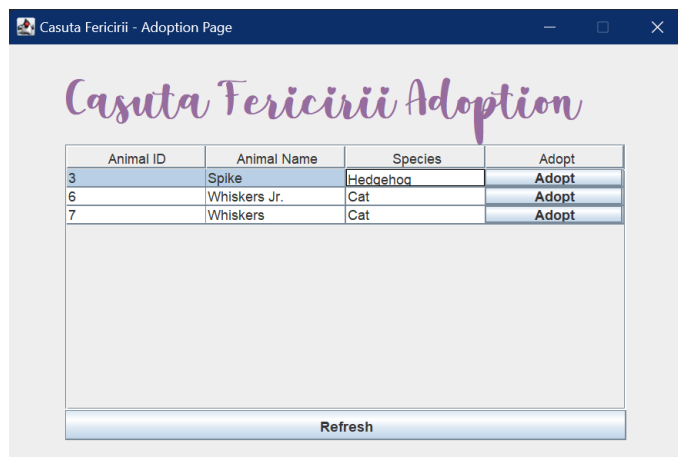 Casuta Fericirii - Adoption Page
Casuta Fericirii Adoption
Animal ID Animal Name Species Adopt
3 Spike Hedgehog Adopt
6 Whiskers Jr. Cat Adopt
7 Whiskers Cat Adopt
Refresh